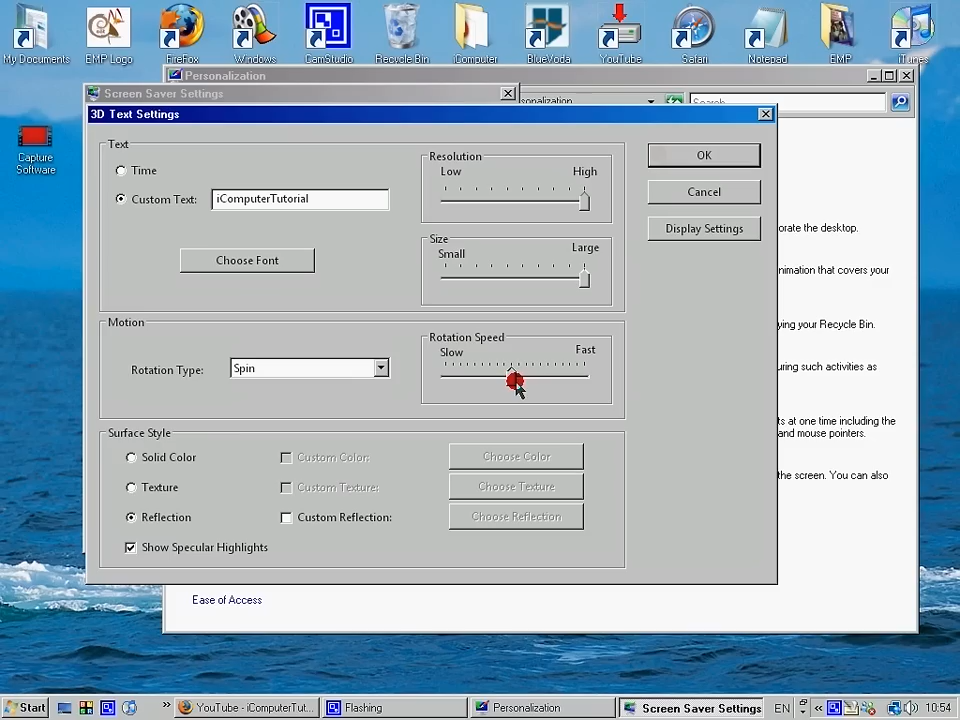 My Documents
EMP Logo
FireFox
Windows
CamStudio
Recycle Bin
Computer
BlueVoda
YouTube
Safari
Notepad
EMP
iTunes
Capture Software
Personalization
Screen Saver Settings
Search
3D Text Settings
Text
Time
Custom Text:
iComputerTutorial
Choose Font
Resolution
Low
High
Size
Small
Large
OK
Cancel
Display Settings
Motion
Rotation Type:
Spin
Rotation Speed
Slow
Fast
Surface Style
Solid Color
Custom Color:
Choose Color
Texture
Custom Texture:
Choose Texture
Reflection
Custom Reflection:
Choose Reflection
Show Specular Highlights
orate the desktop.
nimation that covers your
ying your Recycle Bin.
uring such activities as
ts at one time including the
and mouse pointers.
the screen. You can also
Ease of Access
Start
YouTube - iComputerTut...
Flashing
Personalization
Screen Saver Settings
EN
10:54